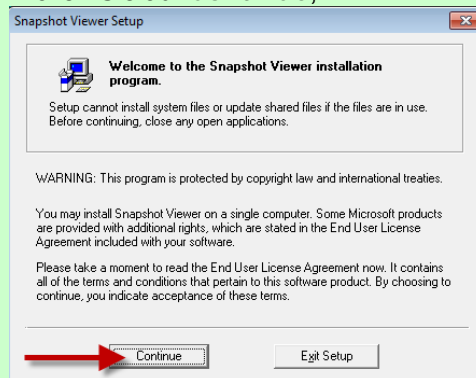 Snapshot Viewer Setup
Welcome to the Snapshot Viewer installation
program.
Setup cannot install system files or update shared files if the files are in use.
Before continuing, close any open applications.
WARNING: This program is protected by copyright law and international treaties.
You may install Snapshot Viewer on a single computer. Some Microsoft products
are provided with additional rights, which are stated in the End User License
Agreement included with your software.
Please take a moment to read the End User License Agreement now. It contains
all of the terms and conditions that pertain to this software product. By choosing to
continue, you indicate acceptance of these terms.
Continue
Exit Setup